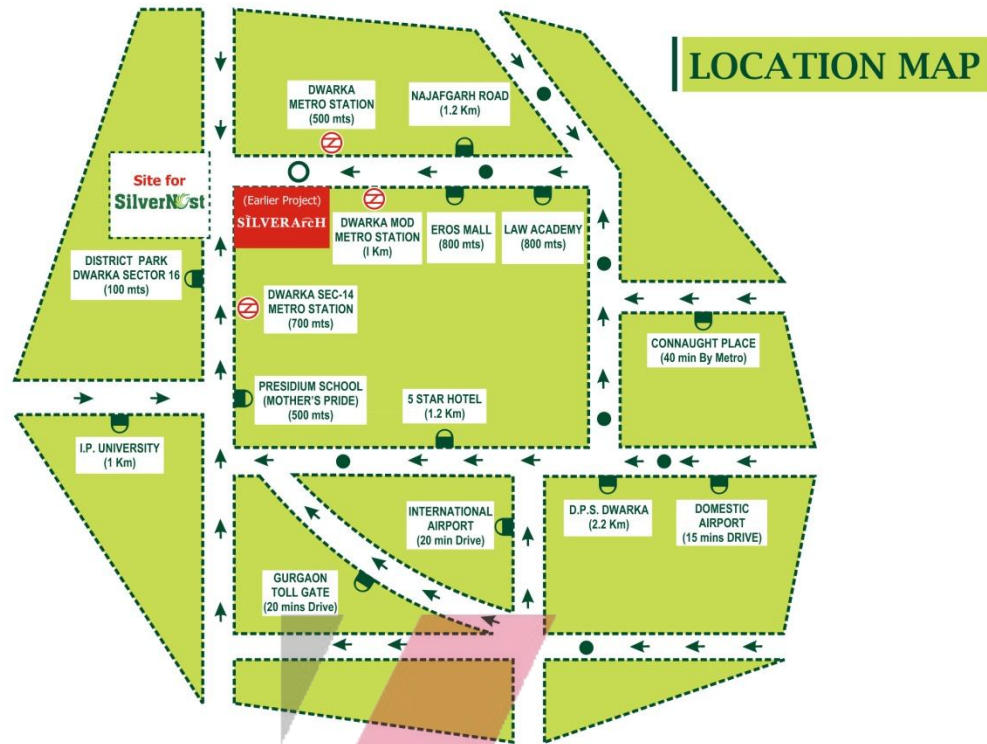 LOCATION MAP
DWARKA
METRO STATION
(500 mts)
NAJAFGARH ROAD
(1.2 Km)
Site for
SilverNest
(Earlier Project)
SILVERArcH
DWARKA MOD
METRO STATION
(I Km)
EROS MALL
(800 mts)
LAW ACADEMY
(800 mts)
DISTRICT PARK
DWARKA SECTOR 16
(100 mts)
DWARKA SEC-14
METRO STATION
(700 mts)
CONNAUGHT PLACE
(40 min By Metro)
PRESIDIUM SCHOOL
(MOTHER'S PRIDE)
(500 mts)
5 STAR HOTEL
(1.2 Km)
I.P. UNIVERSITY
(1 Km)
INTERNATIONAL
AIRPORT
(20 min Drive)
D.P.S. DWARKA
(2.2 Km)
DOMESTIC
AIRPORT
(15 mins DRIVE)
GURGAON
TOLL GATE
(20 mins Drive)